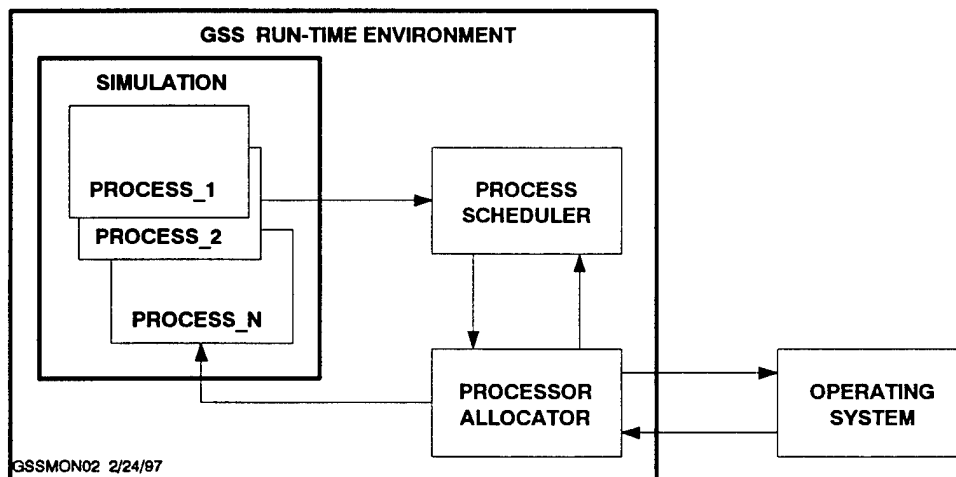 GSS RUN-TIME ENVIRONMENT
SIMULATION
PROCESS_1
PROCESS_2
PROCESS_N
PROCESS
SCHEDULER
PROCESSOR
ALLOCATOR
OPERATING
SYSTEM
GSSMON02 2/24/97